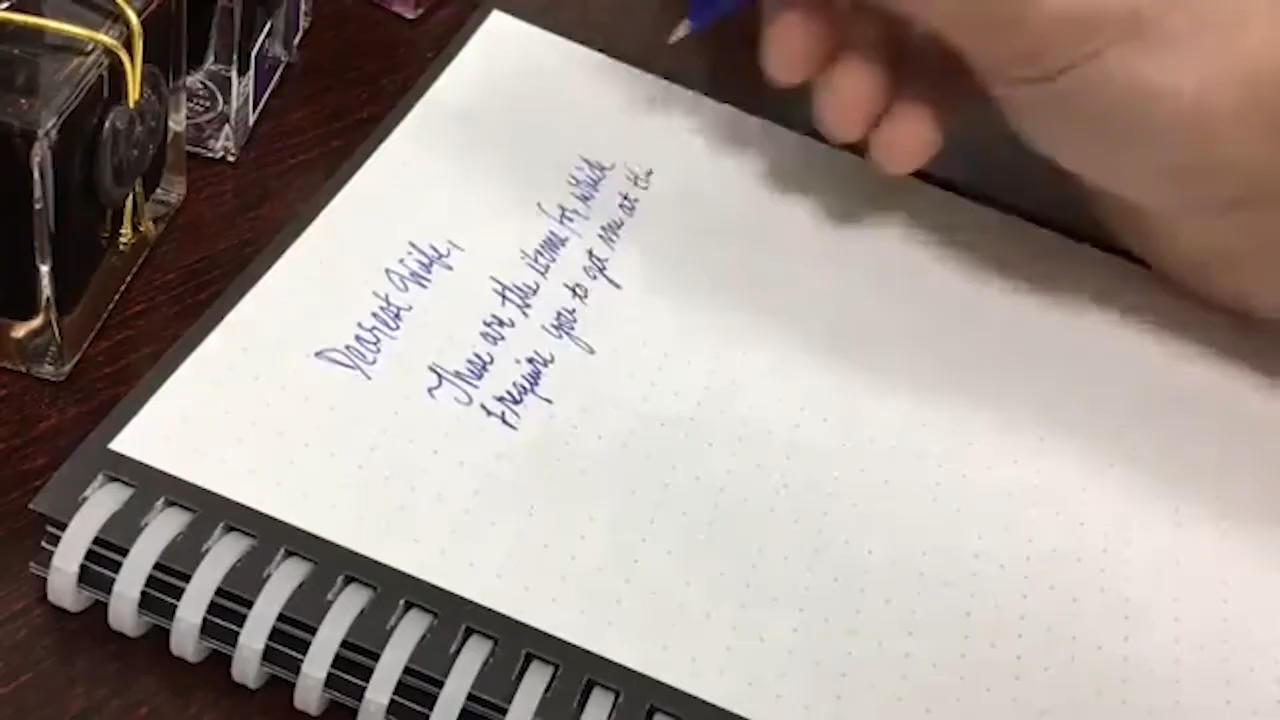 Dearest Wife,
These are the items for which
I require you to get me at the